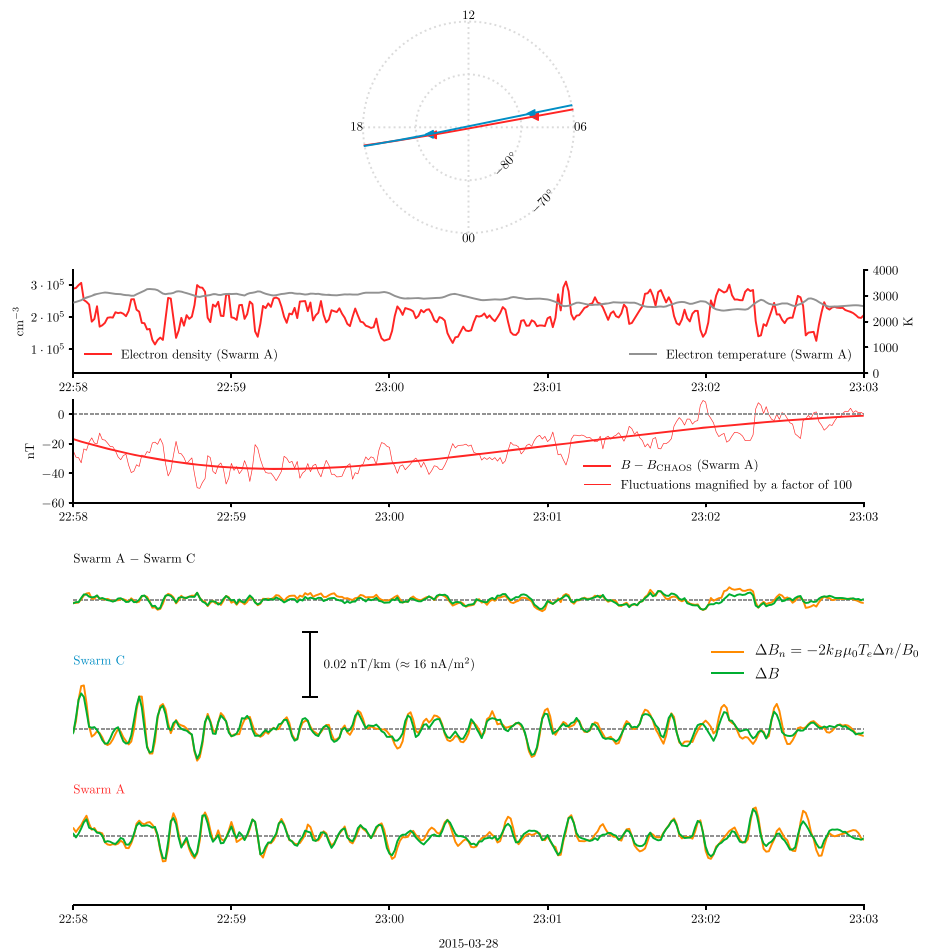 12
18
06
−80°
−70°
00
3 · 10⁵
2 · 10⁵
1 · 10⁵
cm⁻³
4000
3000
2000
1000
0
K
Electron density (Swarm A)
Electron temperature (Swarm A)
22:58 22:59 23:00 23:01 23:02 23:03
0
−20
−40
−60
nT
B − B_CHAOS (Swarm A)
Fluctuations magnified by a factor of 100
22:58 22:59 23:00 23:01 23:02 23:03
Swarm A − Swarm C
0.02 nT/km (≈ 16 nA/m²)
Swarm C
ΔBₙ = −2k_Bμ₀TₑΔn/B₀
ΔB
Swarm A
22:58 22:59 23:00 23:01 23:02 23:03
2015-03-28